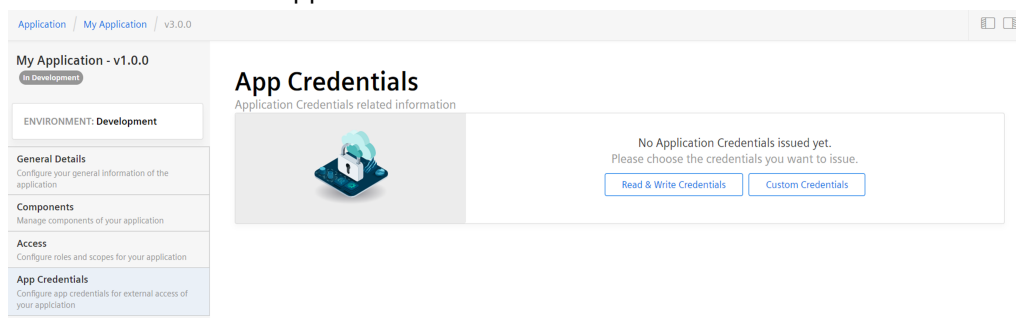 Application / My Application / v3.0.0
My Application - v1.0.0
In Development
ENVIRONMENT: Development
General Details
Configure your general information of the
application
Components
Manage components of your application
Access
Configure roles and scopes for your application
App Credentials
Configure app credentials for external access of
your appliciation
App Credentials
Application Credentials related information
No Application Credentials issued yet.
Please choose the credentials you want to issue.
Read & Write Credentials
Custom Credentials